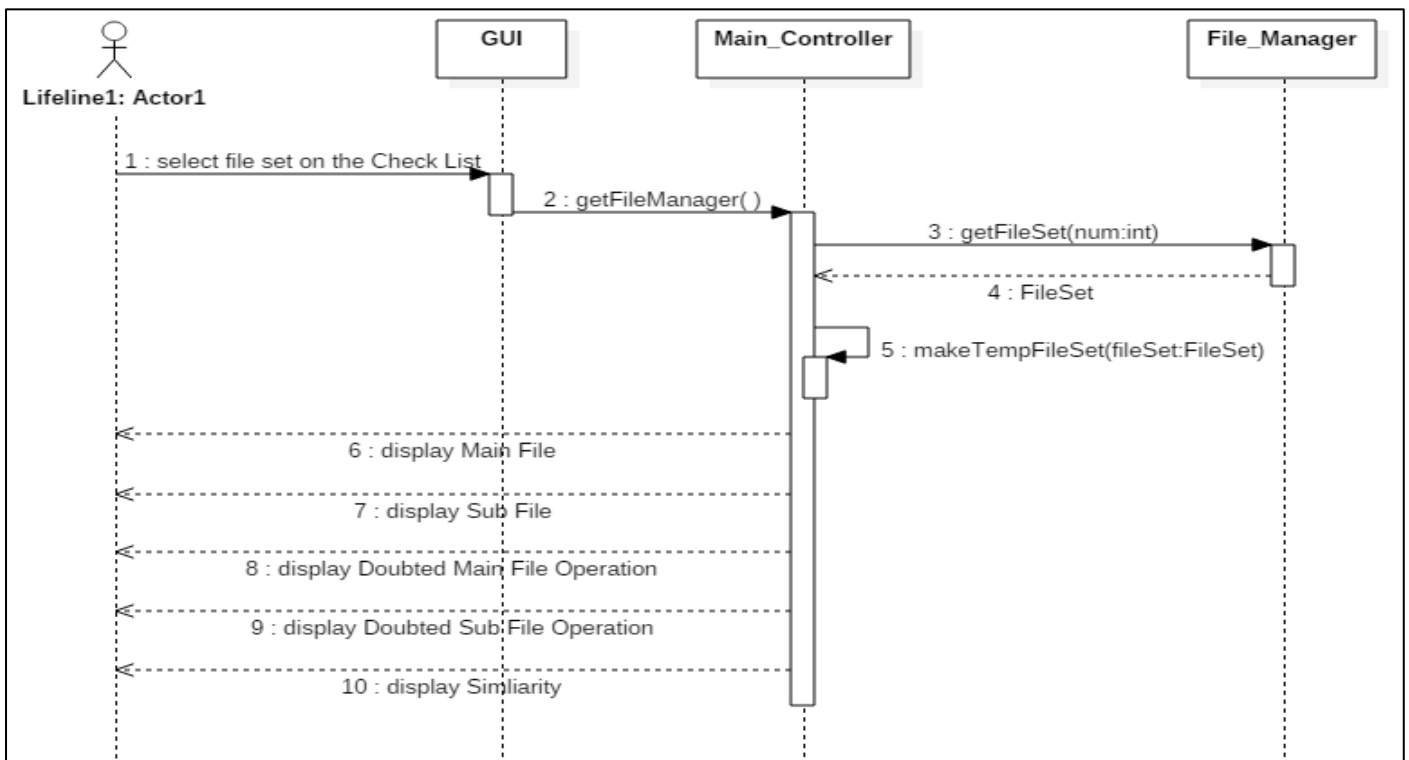 GUI
Main_Controller
File_Manager
Lifeline1: Actor1
1 : select file set on the Check List
2 : getFileManager( )
3 : getFileSet(num:int)
4 : FileSet
5 : makeTempFileSet(fileSet:FileSet)
6 : display Main File
7 : display Sub File
8 : display Doubted Main File Operation
9 : display Doubted Sub File Operation
10 : display Simliarity